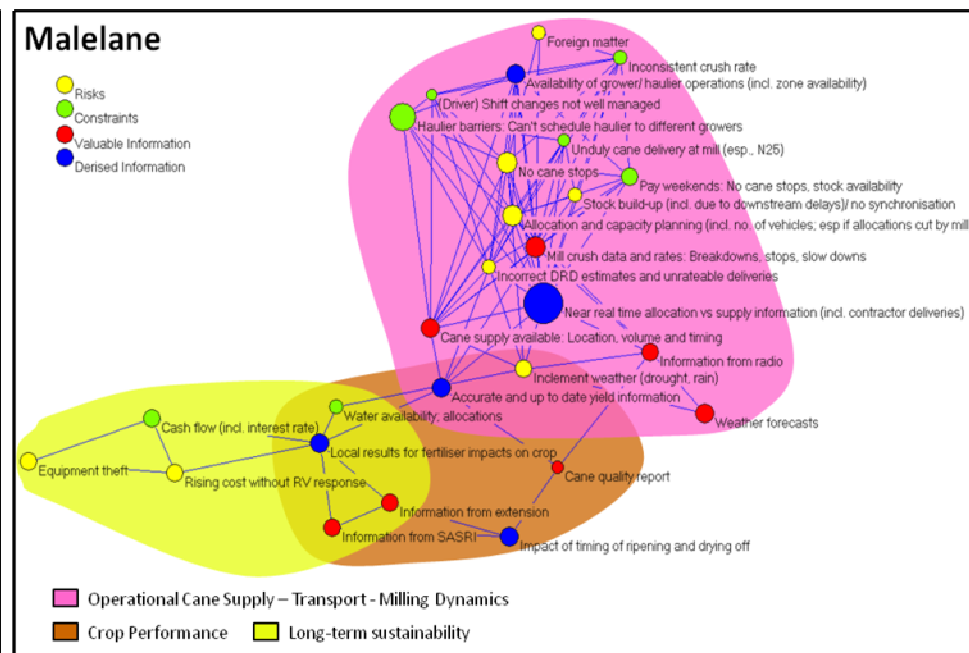 Malelane
Risks
Constraints
Valuable Information
Derised Information
Foreign matter
Inconsistent crush rate
Availability of grower/ haulier operations (incl. zone availability)
(Driver) Shift changes not well managed
Haulier barriers: Can't schedule haulier to different growers
Unduly cane delivery at mill (esp., N25)
No cane stops
Pay weekends: No cane stops, stock availability
Stock build-up (incl. due to downstream delays)/ no synchronisation
Allocation and capacity planning (incl. no. of vehicles; esp if allocations cut by mill
Mill crush data and rates: Breakdowns, stops, slow downs
Incorrect DRD estimates and unrateable deliveries
Near real time allocation vs supply information (incl. contractor deliveries)
Cane supply available: Location, volume and timing
Information from radio
Inclement weather (drought, rain)
Accurate and up to date yield information
Water availability; allocations
Weather forecasts
Cash flow (incl. interest rate)
Local results for fertiliser impacts on crop
Equipment theft
Cane quality report
Rising cost without RV response
Information from extension
Information from SASRI
Impact of timing of ripening and drying off
Operational Cane Supply – Transport - Milling Dynamics
Crop Performance
Long-term sustainability